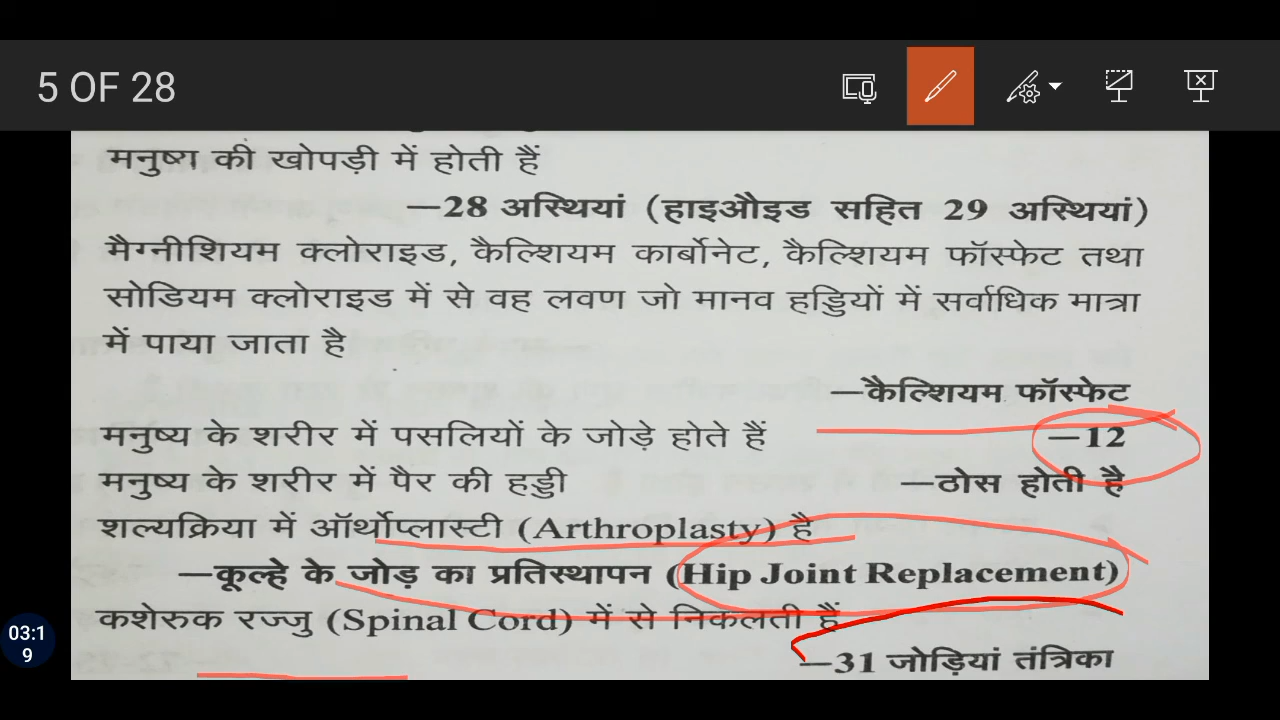 5 OF 28
मनुष्य की खोपड़ी में होती हैं
—28 अस्थियां (हाइऔइड सहित 29 अस्थियां)
मैग्नीशियम क्लोराइड, कैल्शियम कार्बोनेट, कैल्शियम फॉस्फेट तथा
सोडियम क्लोराइड में से वह लवण जो मानव हड्डियों में सर्वाधिक मात्रा
में पाया जाता है
—कैल्शियम फॉस्फेट
मनुष्य के शरीर में पसलियों के जोड़े होते हैं —12
मनुष्य के शरीर में पैर की हड्डी —ठोस होती है
शल्यक्रिया में ऑर्थोप्लास्टी (Arthroplasty) है
—कूल्हे के जोड़ का प्रतिस्थापन (Hip Joint Replacement)
कशेरुक रज्जु (Spinal Cord) में से निकलती हैं
—31 जोड़ियां तंत्रिका
03:1
9